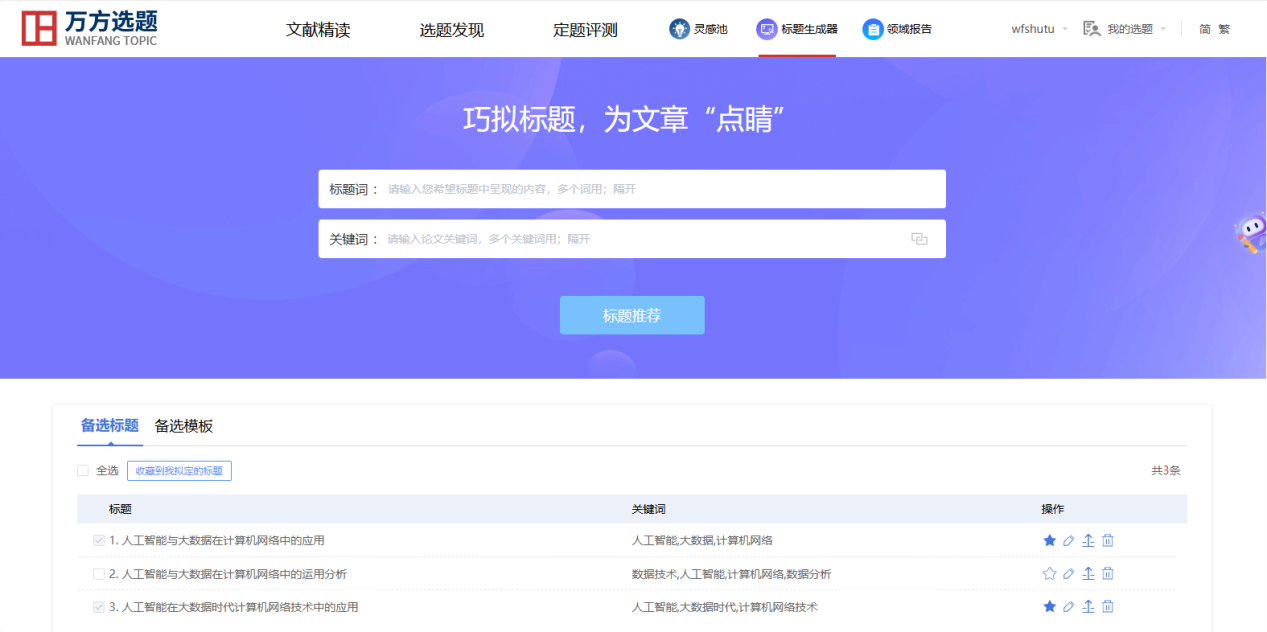 万方选题
WANFANG TOPIC
文献精读 选题发现 定题评测 灵感池 标题生成器 领域报告 wfshutu 我的选题 简 繁
巧拟标题，为文章“点睛”
标题词： 请输入您希望标题中呈现的内容，多个词用；隔开
关键词： 请输入论文关键词，多个关键词用；隔开
标题推荐
备选标题 备选模板
全选 收藏到我拟定的标题 共3条
标题 关键词 操作
1. 人工智能与大数据在计算机网络中的应用 人工智能,大数据,计算机网络
2. 人工智能与大数据在计算机网络中的运用分析 数据技术,人工智能,计算机网络,数据分析
3. 人工智能在大数据时代计算机网络技术中的应用 人工智能,大数据时代,计算机网络技术